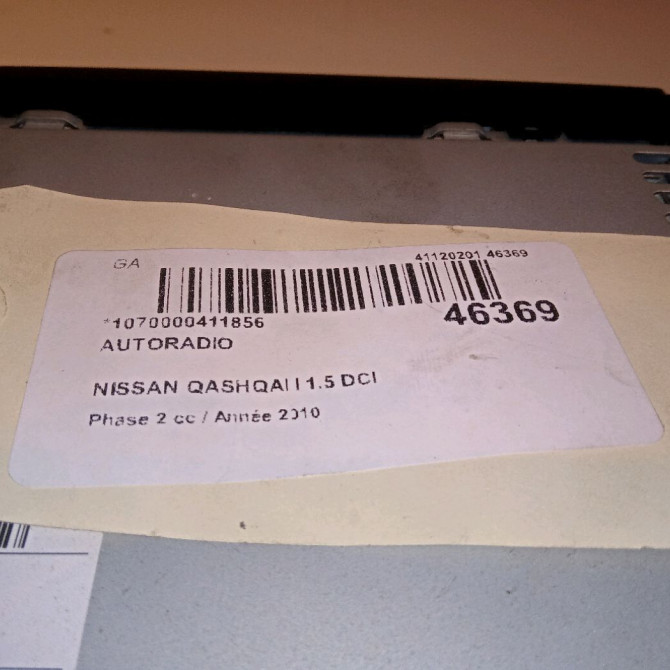 GA
41120201 46369
*1070000411856
46369
AUTORADIO
NISSAN QASHQAI I 1.5 DCI
Phase 2 cc / Année 2010